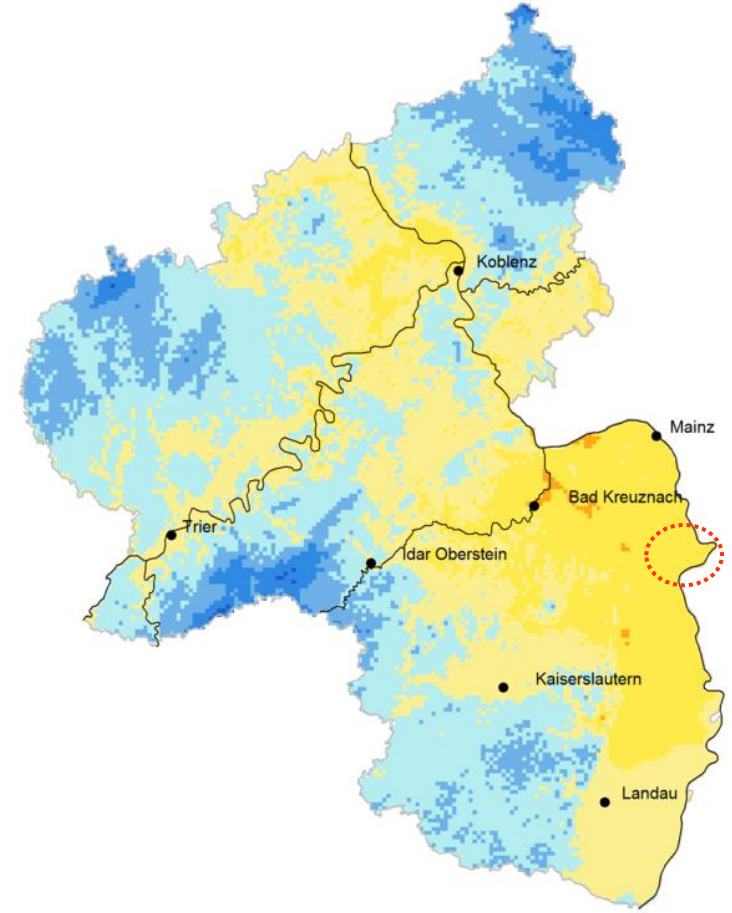 Koblenz
Mainz
Bad Kreuznach
Trier
Idar Oberstein
Kaiserslautern
Landau